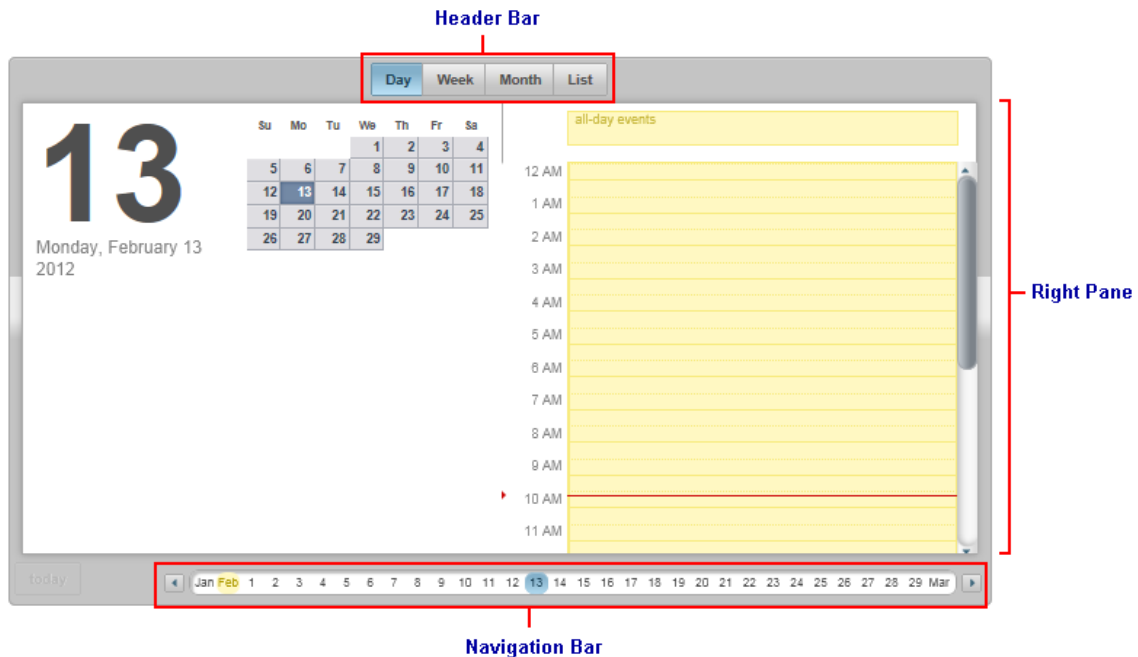 Header Bar
Day Week Month List
13
Monday, February 13
2012
Su Mo Tu We Th Fr Sa
1 2 3 4
5 6 7 8 9 10 11
12 13 14 15 16 17 18
19 20 21 22 23 24 25
26 27 28 29
all-day events
12 AM
1 AM
2 AM
3 AM
4 AM
5 AM
6 AM
7 AM
8 AM
9 AM
10 AM
11 AM
Right Pane
today
Jan Feb 1 2 3 4 5 6 7 8 9 10 11 12 13 14 15 16 17 18 19 20 21 22 23 24 25 26 27 28 29 Mar
Navigation Bar